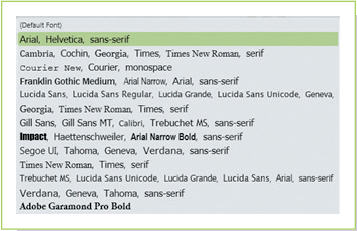 (Default Font)
Arial, Helvetica, sans-serif
Cambria, Cochin, Georgia, Times, Times New Roman, serif
Courier New, Courier, monospace
Franklin Gothic Medium, Arial Narrow, Arial, sans-serif
Lucida Sans, Lucida Sans Regular, Lucida Grande, Lucida Sans Unicode, Geneva,
Georgia, Times New Roman, Times, serif
Gill Sans, Gill Sans MT, Calibri, Trebuchet MS, sans-serif
Impact, Haettenschweiler, Arial Narrow Bold, sans-serif
Segoe UI, Tahoma, Geneva, Verdana, sans-serif
Times New Roman, Times, serif
Trebuchet MS, Lucida Sans Unicode, Lucida Grande, Lucida Sans, Arial, sans-serif
Verdana, Geneva, Tahoma, sans-serif
Adobe Garamond Pro Bold